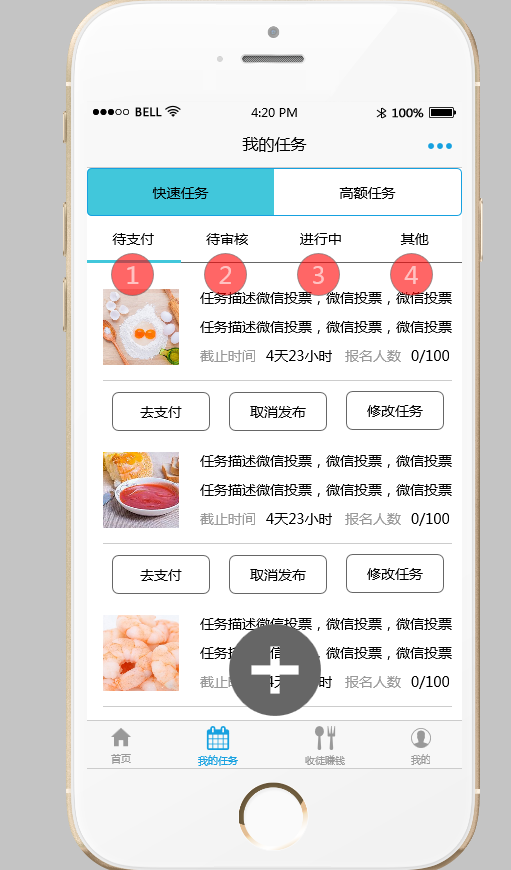 BELL 4:20 PM 100%
我的任务
快速任务 高额任务
待支付 待审核 进行中 其他
1 2 3 4
任务描述微信投票，微信投票，微信投票
任务描述微信投票，微信投票，微信投票
截止时间 4天23小时 报名人数 0/100
去支付 取消发布 修改任务
任务描述微信投票，微信投票，微信投票
任务描述微信投票，微信投票，微信投票
截止时间 4天23小时 报名人数 0/100
去支付 取消发布 修改任务
任务描述微信投票，微信投票，微信投票
任务 信投票，微信投票
截止 4天 报名人数 0/100
首页 我的任务 收徒赚钱 我的